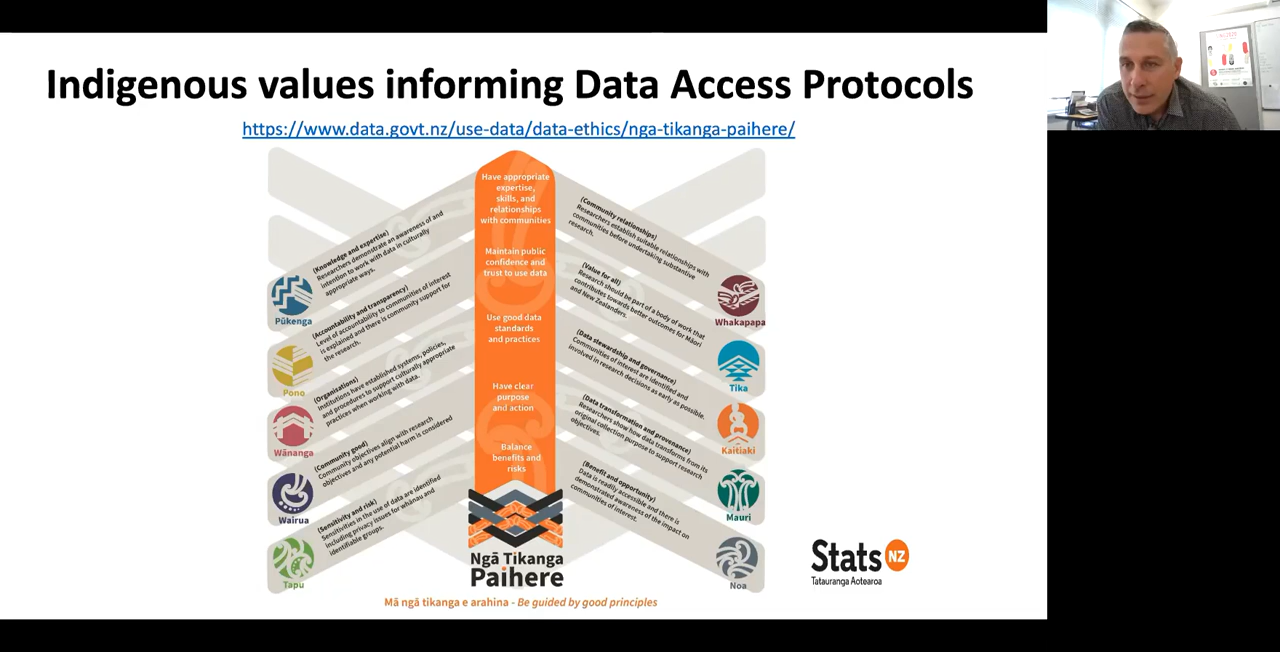 Indigenous values informing Data Access Protocols
https://www.data.govt.nz/use-data/data-ethics/nga-tikanga-paihere/
Have appropriate
expertise,
skills, and
relationships
with communities
Maintain public
confidence and
trust to use data
Use good data
standards
and practices
Have clear
purpose
and action
Balance
benefits and
risks
(Knowledge and expertise)
Researchers demonstrate an awareness of and
intention to work with data in culturally
appropriate ways.
Pūkenga
(Accountability and transparency)
Level of accountability to communities of interest
is explained and there is community support for
the research.
Pono
(Organisations)
Institutions have established systems, policies,
and procedures to support culturally appropriate
practices when working with data.
Wānanga
(Community good)
Community objectives align with research
objectives and any potential harm is considered
Wairua
(Sensitivity and risk)
Sensitivities in the use of data are identified
including privacy issues for whānau and
identifiable groups.
Tapu
(Community relationships)
Researchers establish suitable relationships with
communities before undertaking substantive
research.
Whakapapa
(Value for all)
Research should be part of a body of work that
contributes towards better outcomes for Māori
and New Zealanders.
Tika
(Data stewardship and governance)
Communities of interest are identified and
involved in research decisions as early as possible.
Kaitiaki
(Data transformation and provenance)
Researchers show how data transforms from its
original collection purpose to support research
objectives.
Mauri
(Benefit and opportunity)
Data is readily accessible and there is
demonstrated awareness of the impact on
communities of interest.
Noa
Ngā Tikanga
Paihere
Mā ngā tikanga e arahina - Be guided by good principles
Stats NZ
Tatauranga Aotearoa